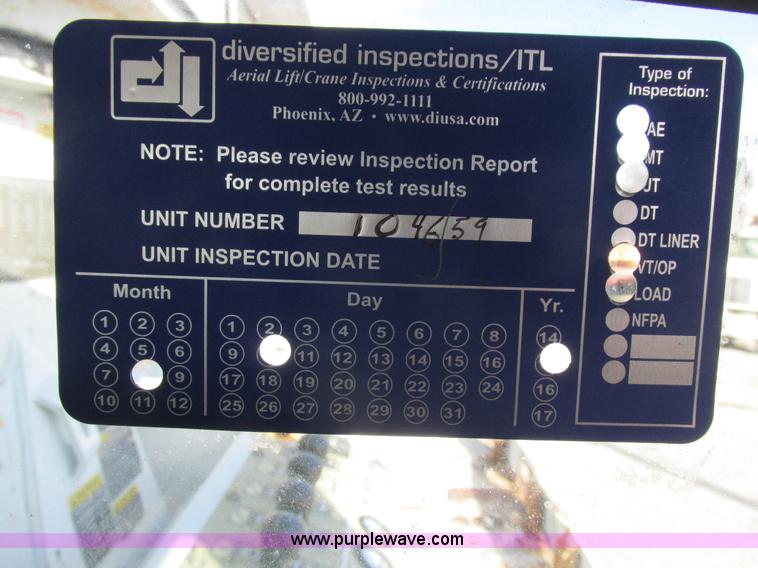 diversified inspections/ITL
Aerial Lift/Crane Inspections & Certifications
800-992-1111
Phoenix, AZ • www.diusa.com
NOTE: Please review Inspection Report
for complete test results
UNIT NUMBER 104659
UNIT INSPECTION DATE
Month
1 2 3
4 5 6
7 9
10 11 12
Day
1 2 3 4 5 6 7 8
9 11 12 13 14 15 16
17 18 19 20 21 22 23 24
25 26 27 28 29 30 31
Yr.
14
16
17
Type of
Inspection:
AE
MT
UT
DT
DT LINER
VT/OP
LOAD
NFPA
www.purplewave.com